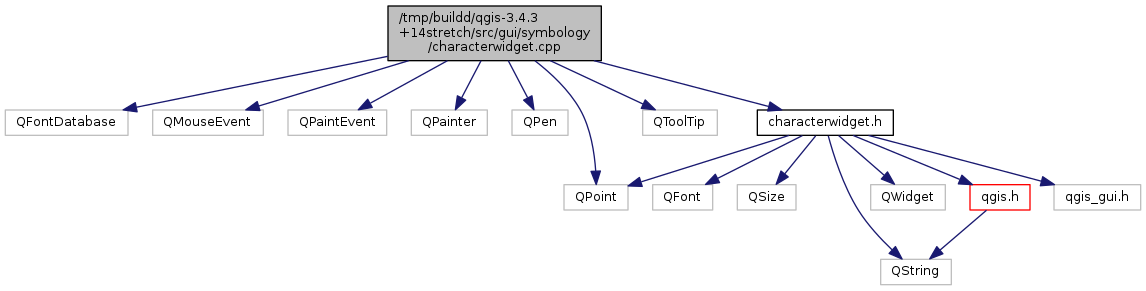 /tmp/buildd/qgis-3.4.3
+14stretch/src/gui/symbology
/characterwidget.cpp
QFontDatabase
QMouseEvent
QPaintEvent
QPainter
QPen
QToolTip
characterwidget.h
QPoint
QFont
QSize
QWidget
qgis.h
qgis_gui.h
QString